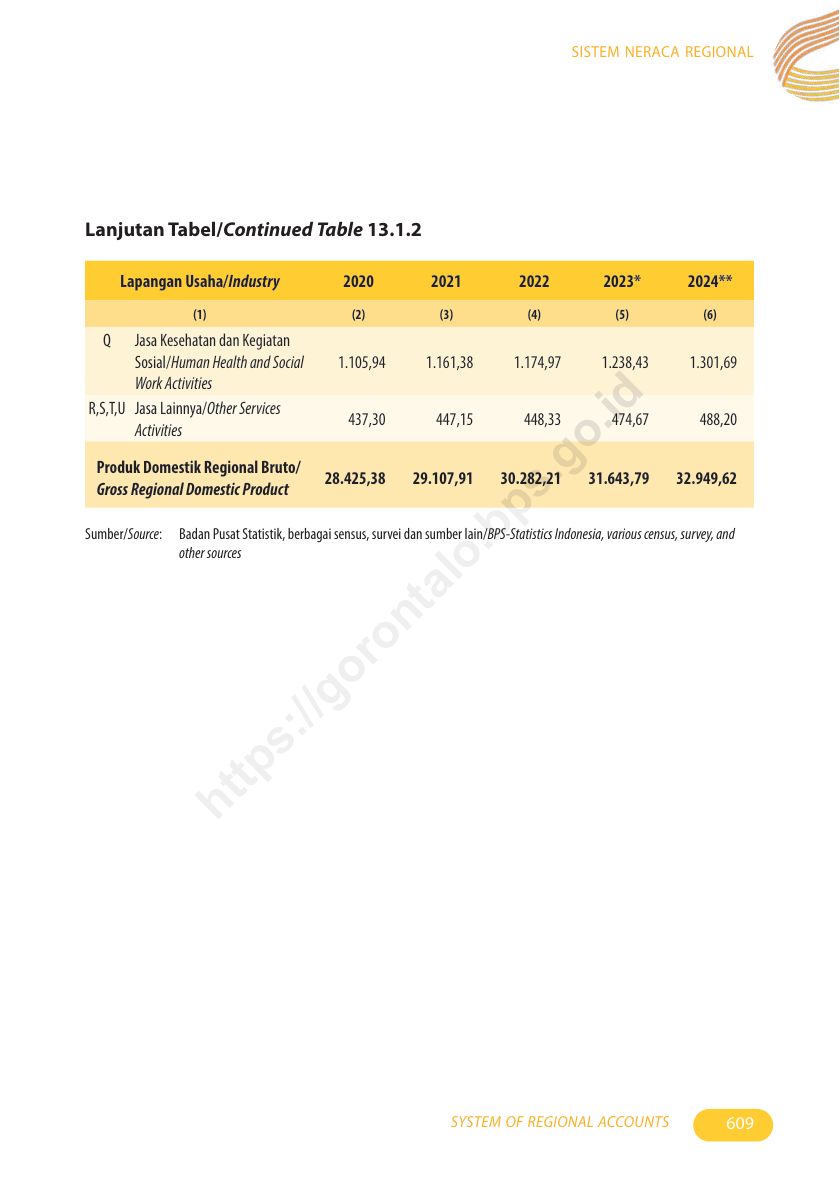 SISTEM NERACA REGIONAL
Lanjutan Tabel/Continued Table 13.1.2
Lapangan Usaha/Industry 2020 2021 2022 2023* 2024**
(1) (2) (3) (4) (5) (6)
Q Jasa Kesehatan dan Kegiatan
Sosial/Human Health and Social 1.105,94 1.161,38 1.174,97 1.238,43 1.301,69
Work Activities
R,S,T,U Jasa Lainnya/Other Services
Activities 437,30 447,15 448,33 474,67 488,20
Produk Domestik Regional Bruto/
Gross Regional Domestic Product 28.425,38 29.107,91 30.282,21 31.643,79 32.949,62
Sumber/Source: Badan Pusat Statistik, berbagai sensus, survei dan sumber lain/BPS-Statistics Indonesia, various census, survey, and
other sources
https://gorontalo.bps.go.id
SYSTEM OF REGIONAL ACCOUNTS 609